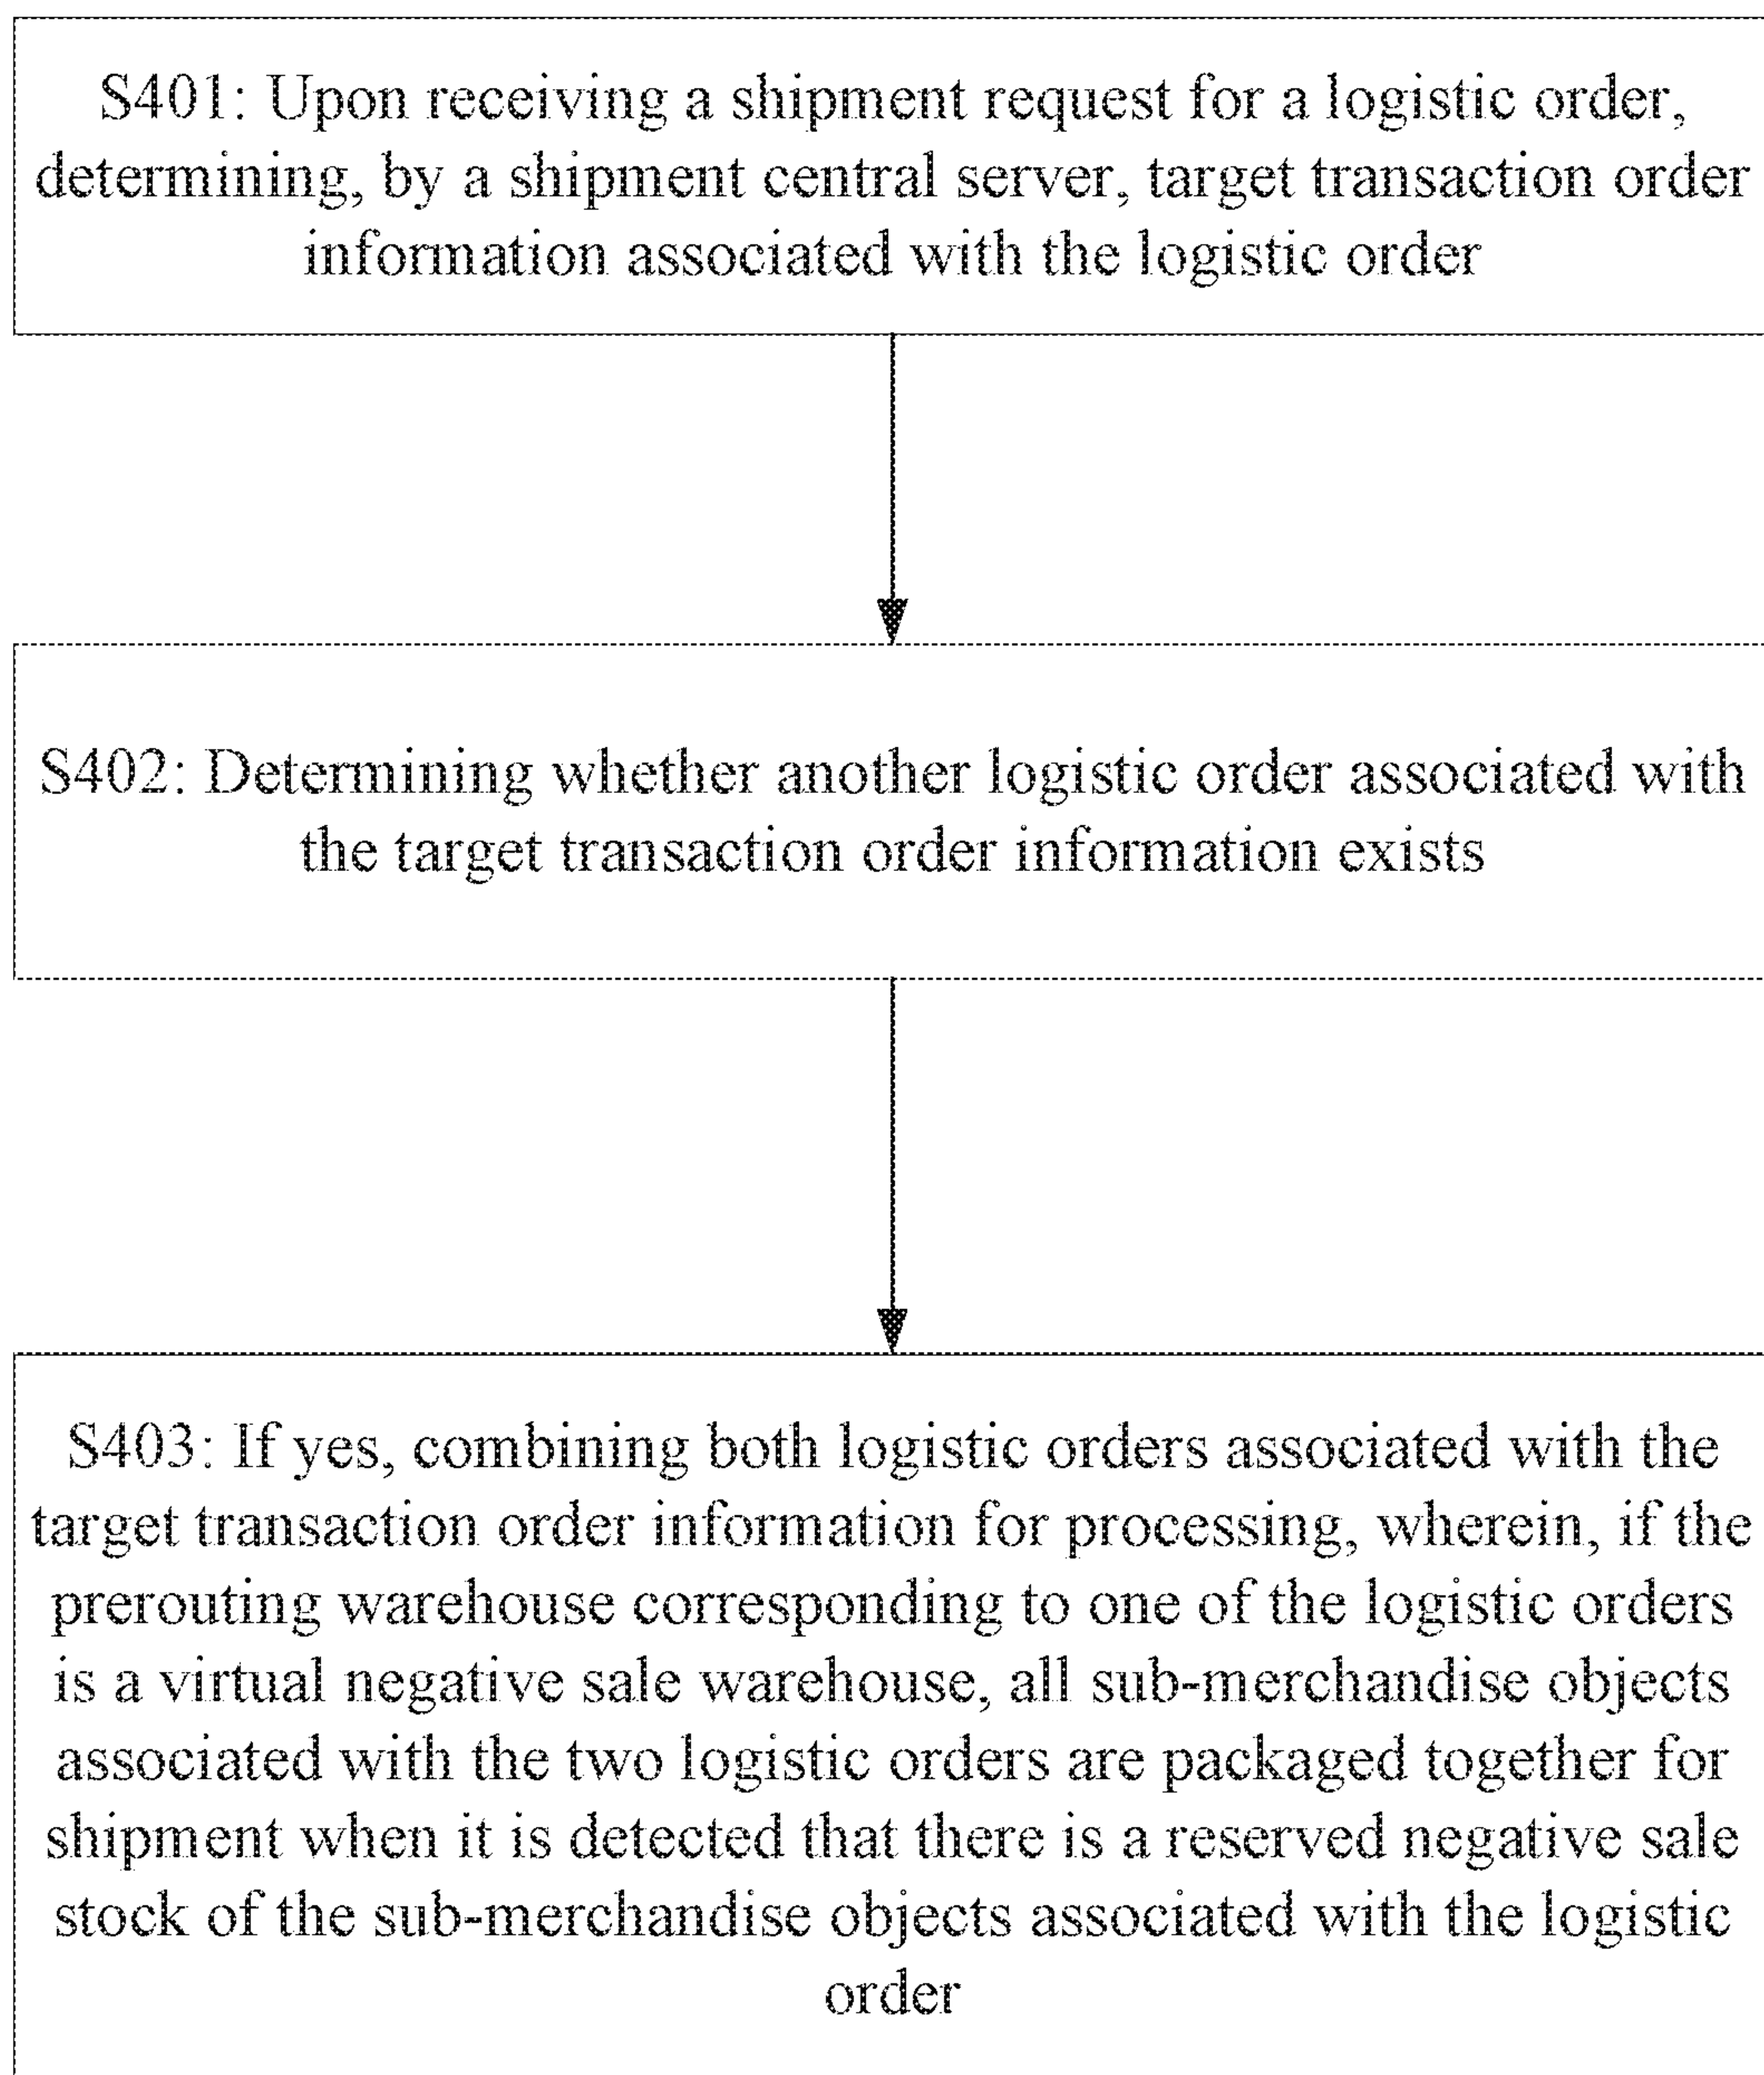 S401: Upon receiving a shipment request for a logistic order,
determining, by a shipment central server, target transaction order
information associated with the logistic order
S402: Determining whether another logistic order associated with
the target transaction order information exists
S403: If yes, combining both logistic orders associated with the
target transaction order information for processing, wherein, if the
prerouting warehouse corresponding to one of the logistic orders
is a virtual negative sale warehouse, all sub-merchandise objects
associated with the two logistic orders are packaged together for
shipment when it is detected that there is a reserved negative sale
stock of the sub-merchandise objects associated with the logistic
order